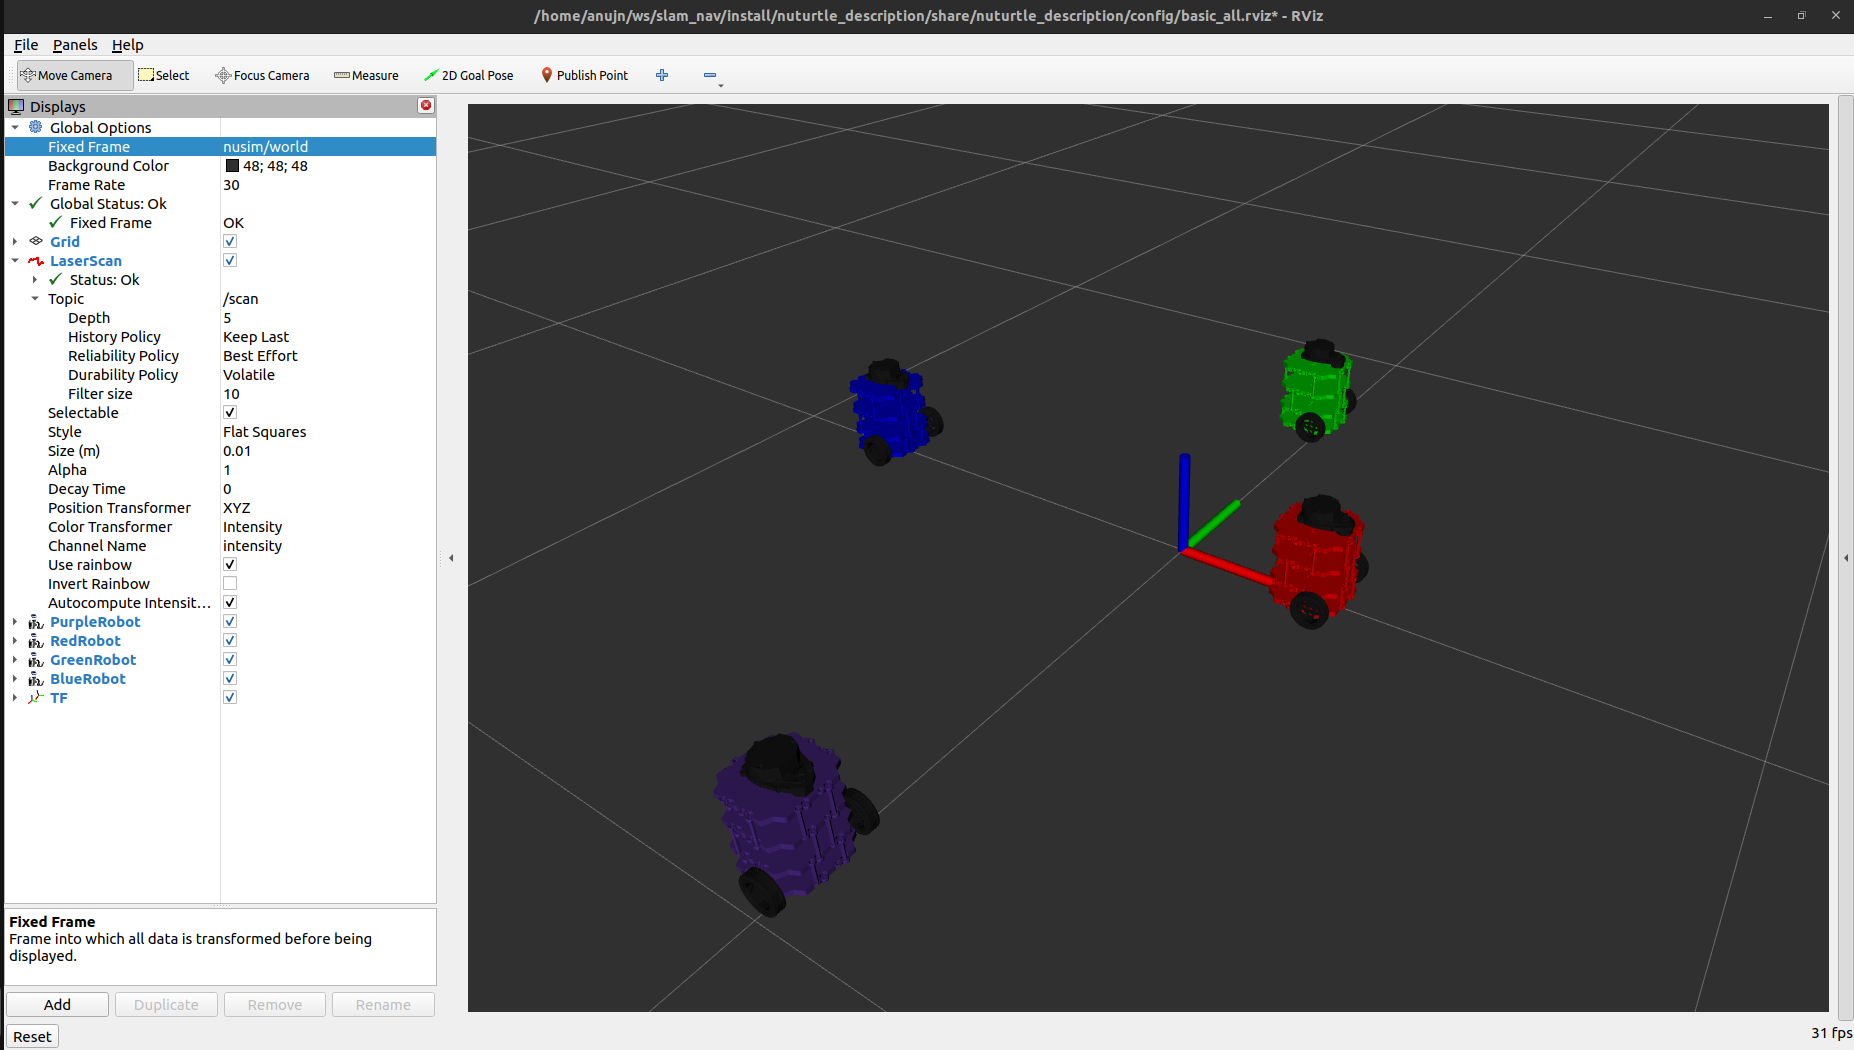 /home/anujn/ws/slam_nav/install/nuturtle_description/share/nuturtle_description/config/basic_all.rviz* - RViz
File Panels Help
Move Camera Select Focus Camera Measure 2D Goal Pose Publish Point
Displays
Global Options
Fixed Frame nusim/world
Background Color 48; 48; 48
Frame Rate 30
Global Status: Ok
Fixed Frame OK
Grid
LaserScan
Status: Ok
Topic /scan
Depth 5
History Policy Keep Last
Reliability Policy Best Effort
Durability Policy Volatile
Filter size 10
Selectable
Style Flat Squares
Size (m) 0.01
Alpha 1
Decay Time 0
Position Transformer XYZ
Color Transformer Intensity
Channel Name intensity
Use rainbow
Invert Rainbow
Autocompute Intensit...
PurpleRobot
RedRobot
GreenRobot
BlueRobot
TF
Fixed Frame
Frame into which all data is transformed before being
displayed.
Add Duplicate Remove Rename
Reset
31 fps